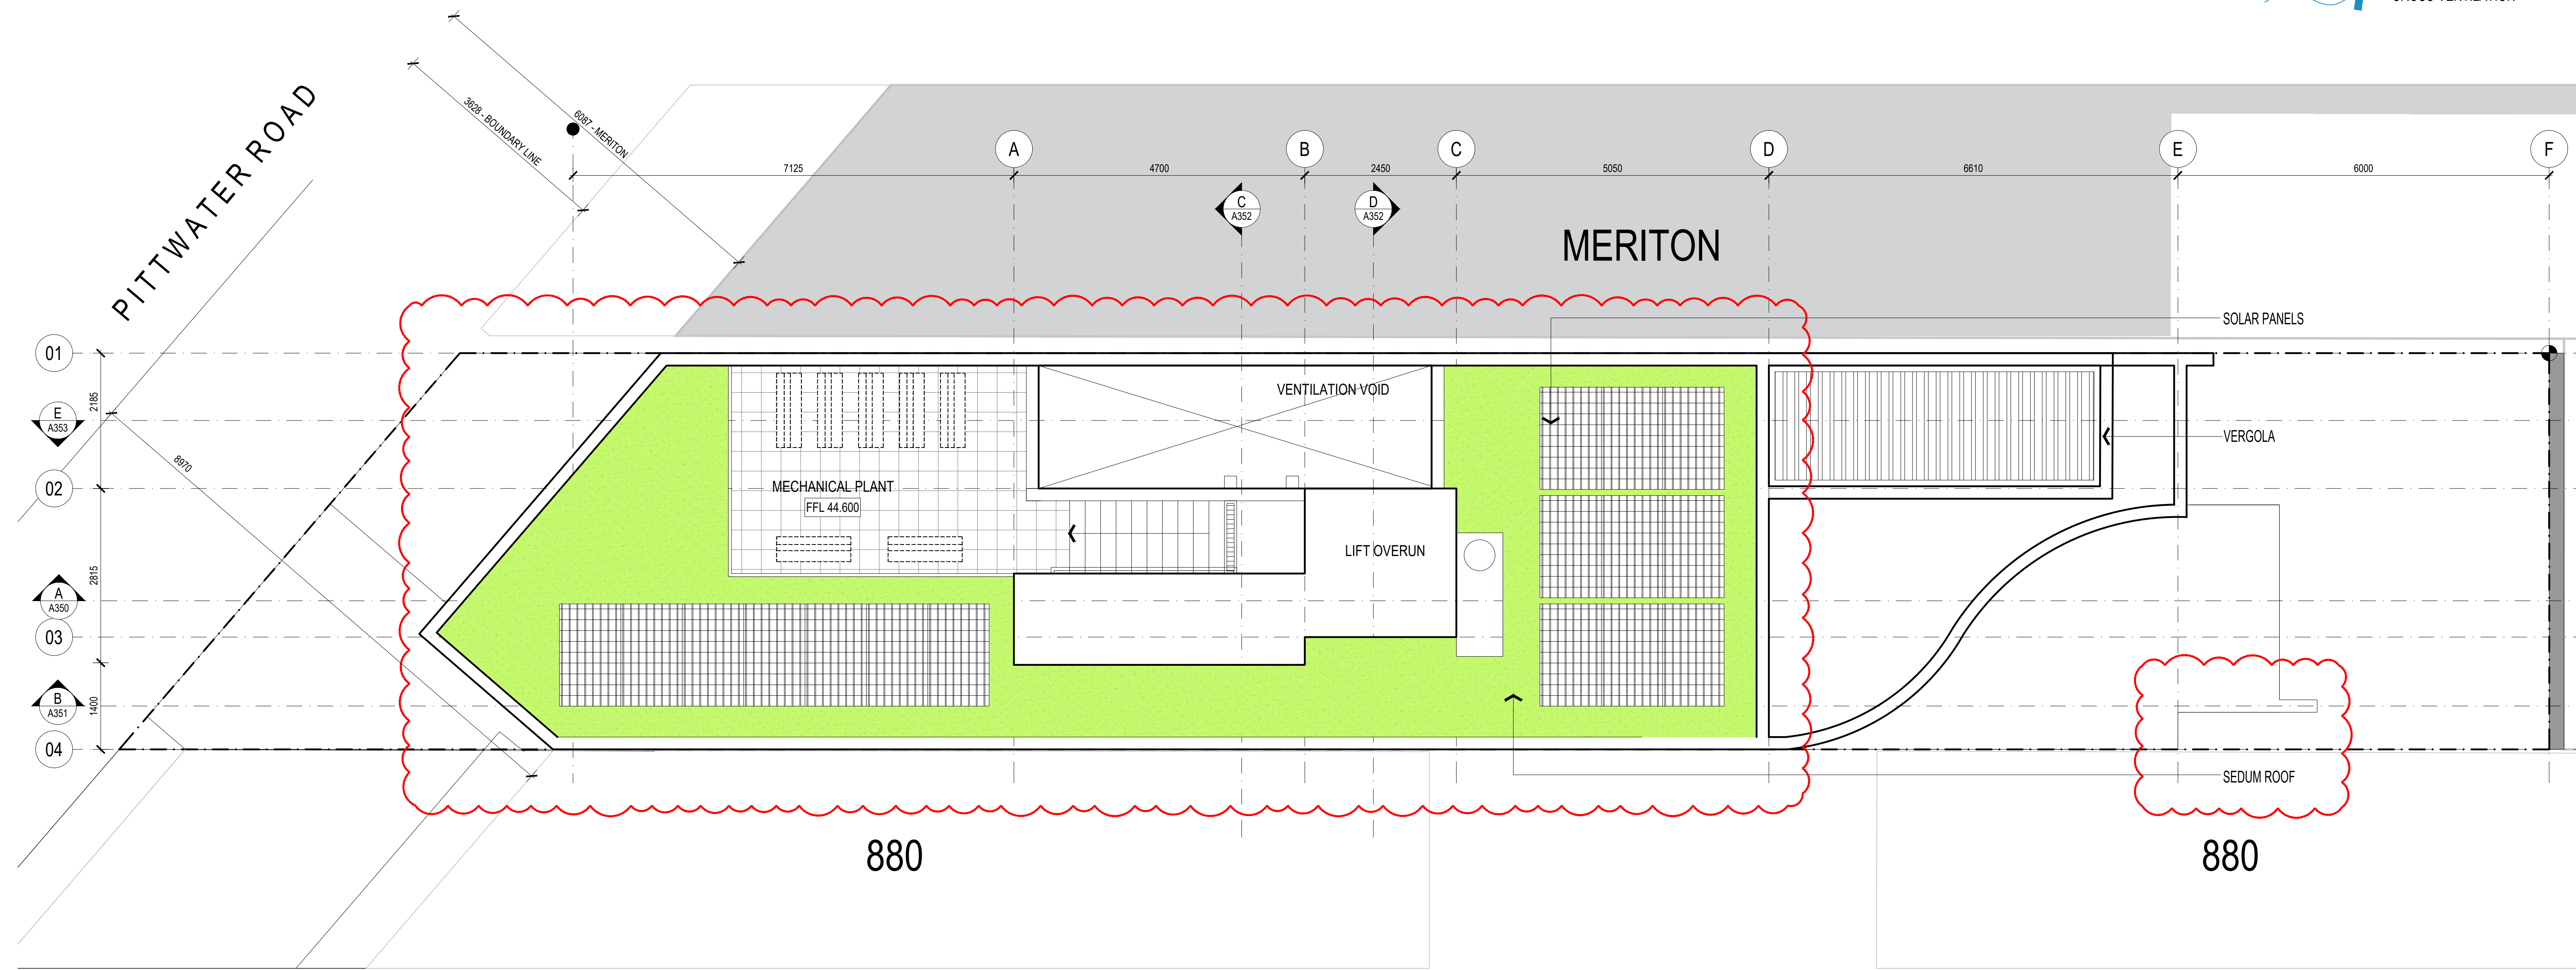 PITTWATER ROAD
3628 - BOUNDARY LINE
6087 - MERITON
A
B
C
D
E
F
7125
4700
2450
5050
6610
6000
C
A352
D
A352
MERITON
01
2185
E
A353
02
8970
2815
A
A350
03
B
A351
1400
04
SOLAR PANELS
VENTILATION VOID
VERGOLA
MECHANICAL PLANT
FFL 44.600
LIFT OVERUN
SEDUM ROOF
880
880